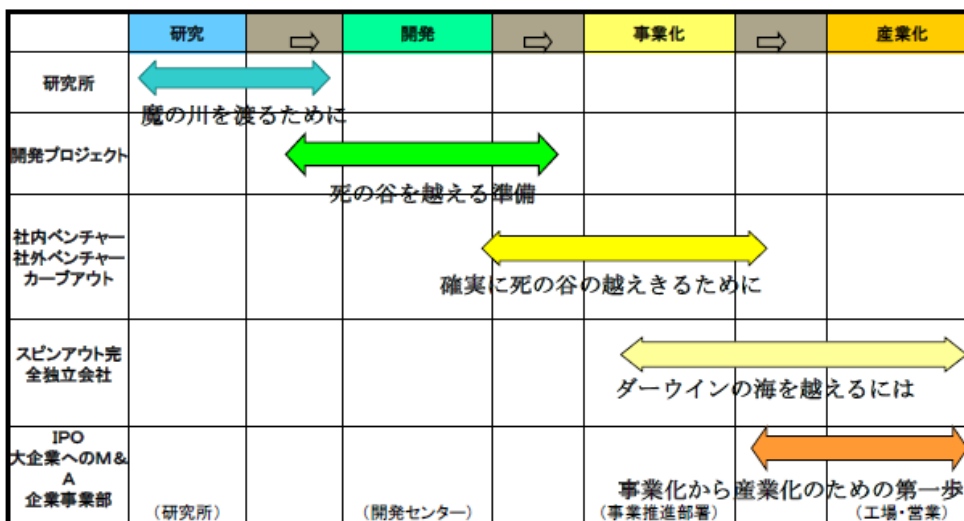 研究 ⇨ 開発 ⇨ 事業化 ⇨ 産業化
研究所
魔の川を渡るために
開発プロジェクト
死の谷を越える準備
社内ベンチャー
社外ベンチャー
カーブアウト
確実に死の谷の越えきるために
スピンアウト完
全独立会社
ダーウインの海を越えるには
IPO
大企業へのM&
A
企業事業部
事業化から産業化のための第一歩
(研究所) (開発センター) (事業推進部署) (工場・営業)